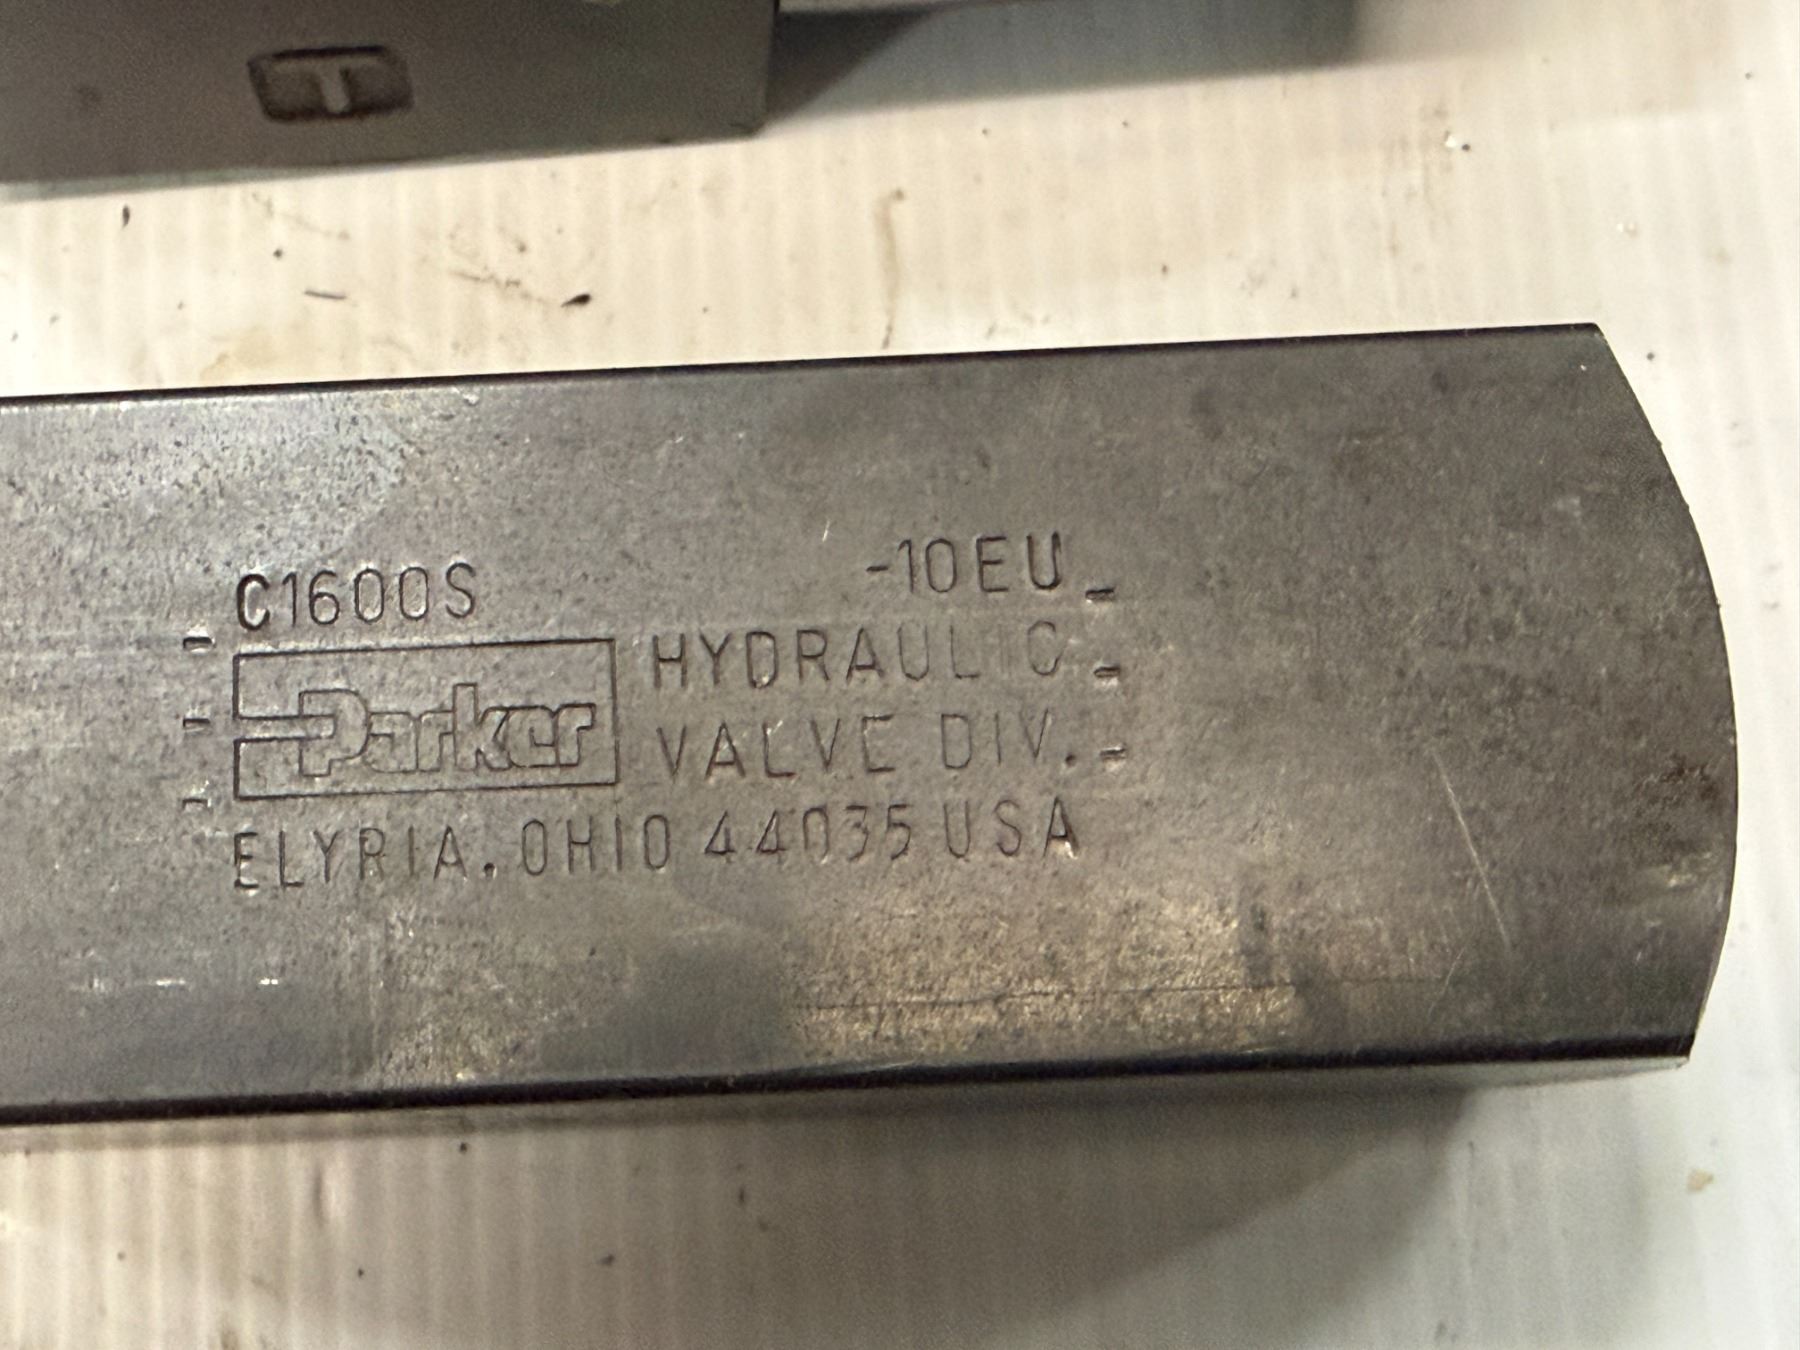 T
C1600S -10EU
Parker HYDRAULIC
VALVE DIV.
ELYRIA, OHIO 44035 USA